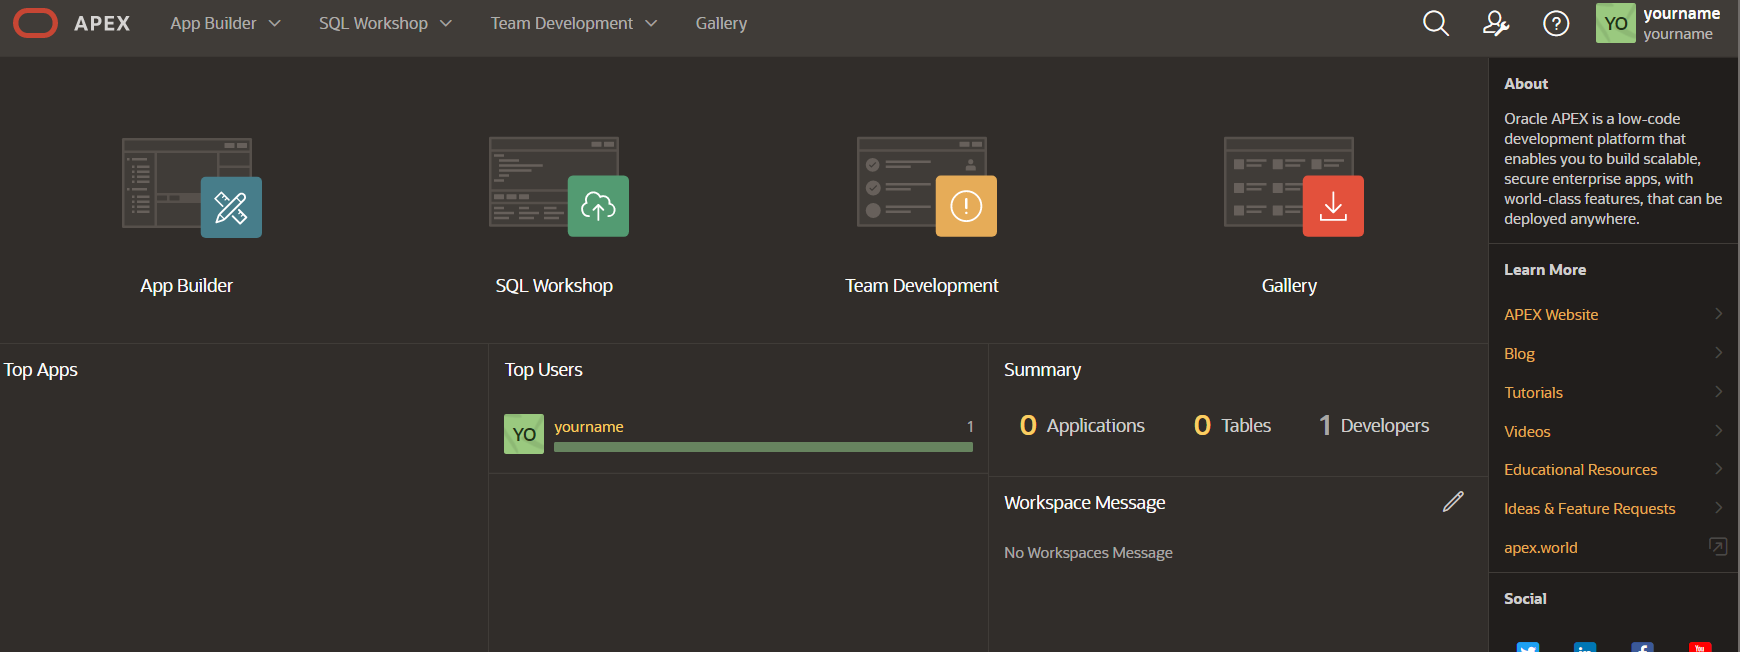 APEX App Builder SQL Workshop Team Development Gallery
YO yourname
yourname
App Builder SQL Workshop Team Development Gallery
Top Apps
Top Users
YO yourname 1
Summary
0 Applications 0 Tables 1 Developers
Workspace Message
No Workspaces Message
About
Oracle APEX is a low-code
development platform that
enables you to build scalable,
secure enterprise apps, with
world-class features, that can be
deployed anywhere.
Learn More
APEX Website
Blog
Tutorials
Videos
Educational Resources
Ideas & Feature Requests
apex.world
Social